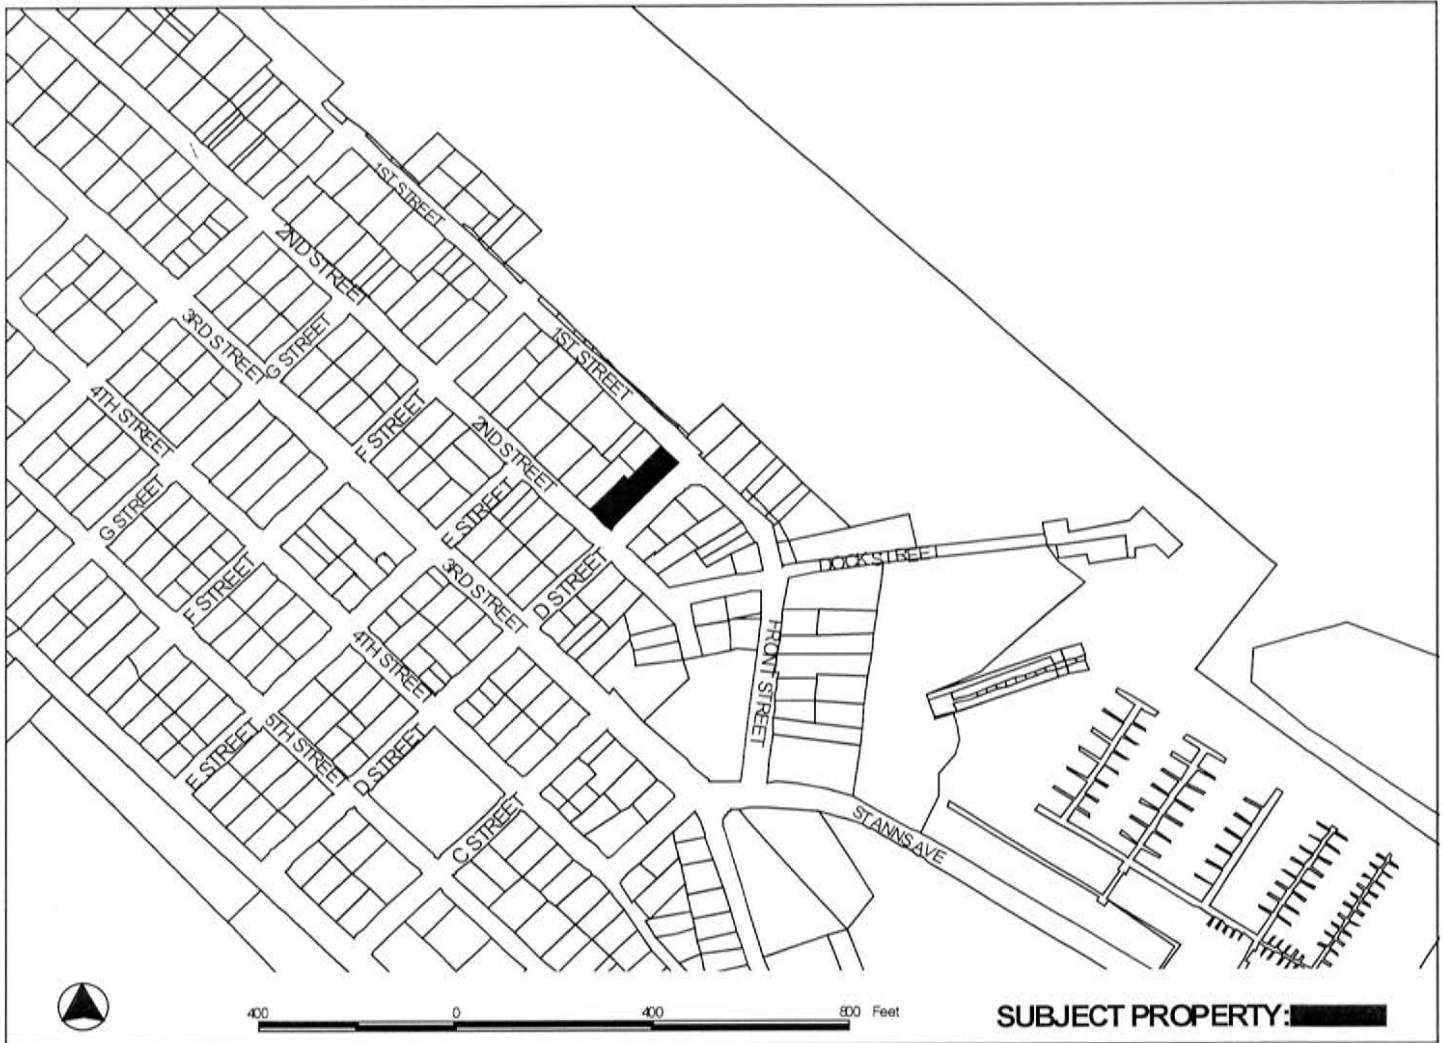 1ST STREET
2ND STREET
1ST STREET
3RD STREET
G STREET
4TH STREET
F STREET
2ND STREET
G STREET
E STREET
DOCK STREET
F STREET
3RD STREET
D STREET
FRONT STREET
4TH STREET
5TH STREET
E STREET
D STREET
C STREET
ST ANNS AVE
400 0 400 800 Feet
SUBJECT PROPERTY: